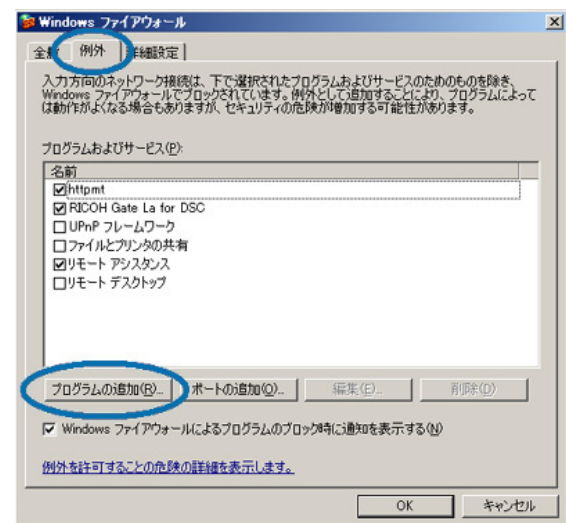 Windows ファイアウォール
全般 例外 詳細設定
入力方向のネットワーク接続は、下で選択されたプログラムおよびサービスのためのものを除き、
Windows ファイアウォールでブロックされています。例外として追加することにより、プログラムによって
は動作がよくなる場合もありますが、セキュリティの危険が増加する可能性があります。
プログラムおよびサービス(P):
名前
httpmt
RICOH Gate La for DSC
UPnP フレームワーク
ファイルとプリンタの共有
リモート アシスタンス
リモート デスクトップ
プログラムの追加(R)... ポートの追加(O)... 編集(E)... 削除(D)
Windows ファイアウォールによるプログラムのブロック時に通知を表示する(N)
例外を許可することの危険の詳細を表示します。
OK キャンセル